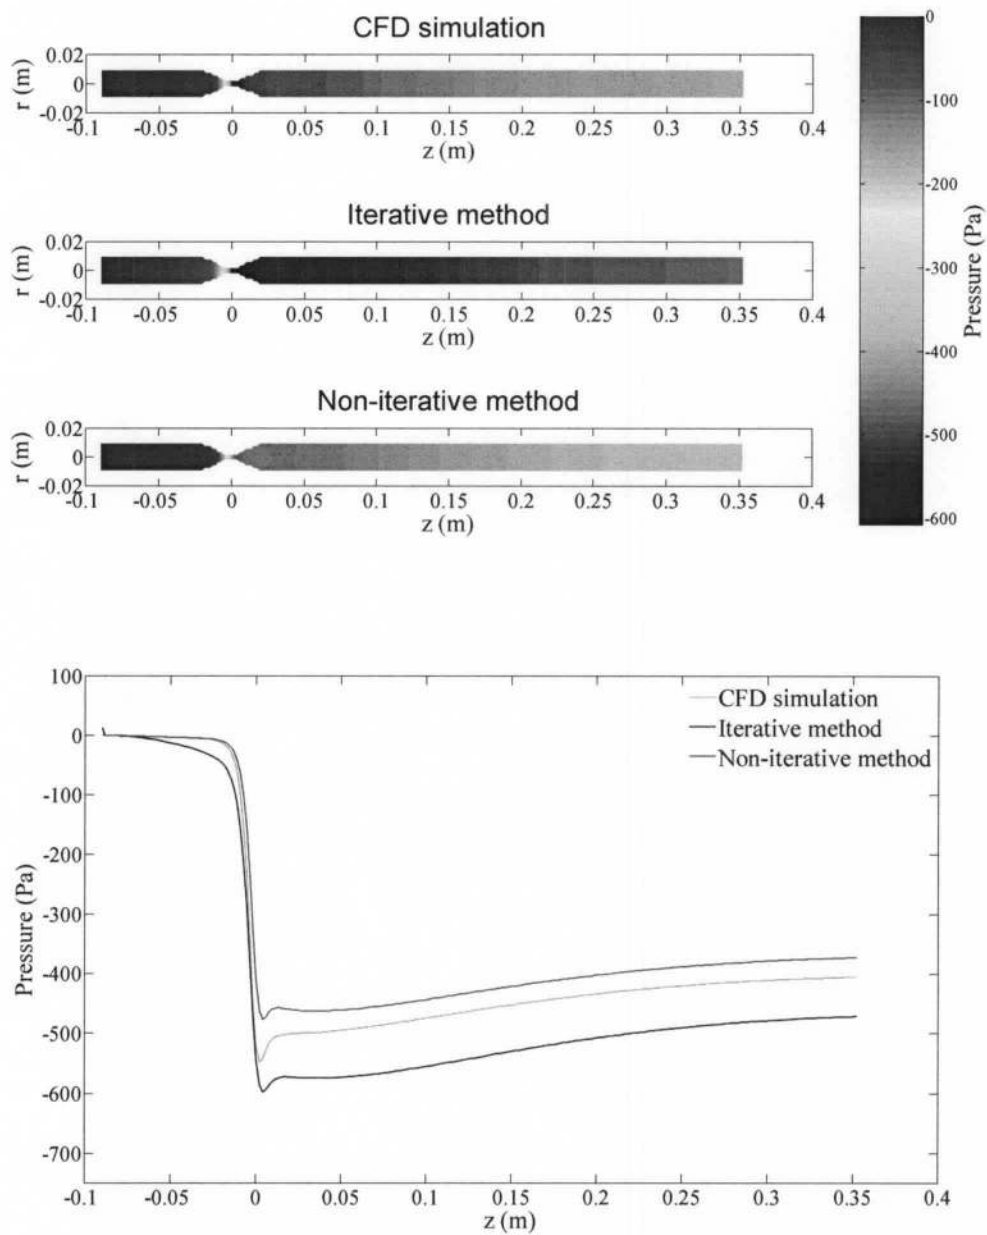 CFD simulation
0.02
0
-0.02
r (m)
-0.1 -0.05 0 0.05 0.1 0.15 0.2 0.25 0.3 0.35 0.4
z (m)
Iterative method
0.02
0
-0.02
r (m)
-0.1 -0.05 0 0.05 0.1 0.15 0.2 0.25 0.3 0.35 0.4
z (m)
Non-iterative method
0.02
0
-0.02
r (m)
-0.1 -0.05 0 0.05 0.1 0.15 0.2 0.25 0.3 0.35 0.4
z (m)
0
-100
-200
-300
-400
-500
-600
Pressure (Pa)
100
0
-100
-200
-300
-400
-500
-600
-700
Pressure (Pa)
CFD simulation
Iterative method
Non-iterative method
-0.1 -0.05 0 0.05 0.1 0.15 0.2 0.25 0.3 0.35 0.4
z (m)